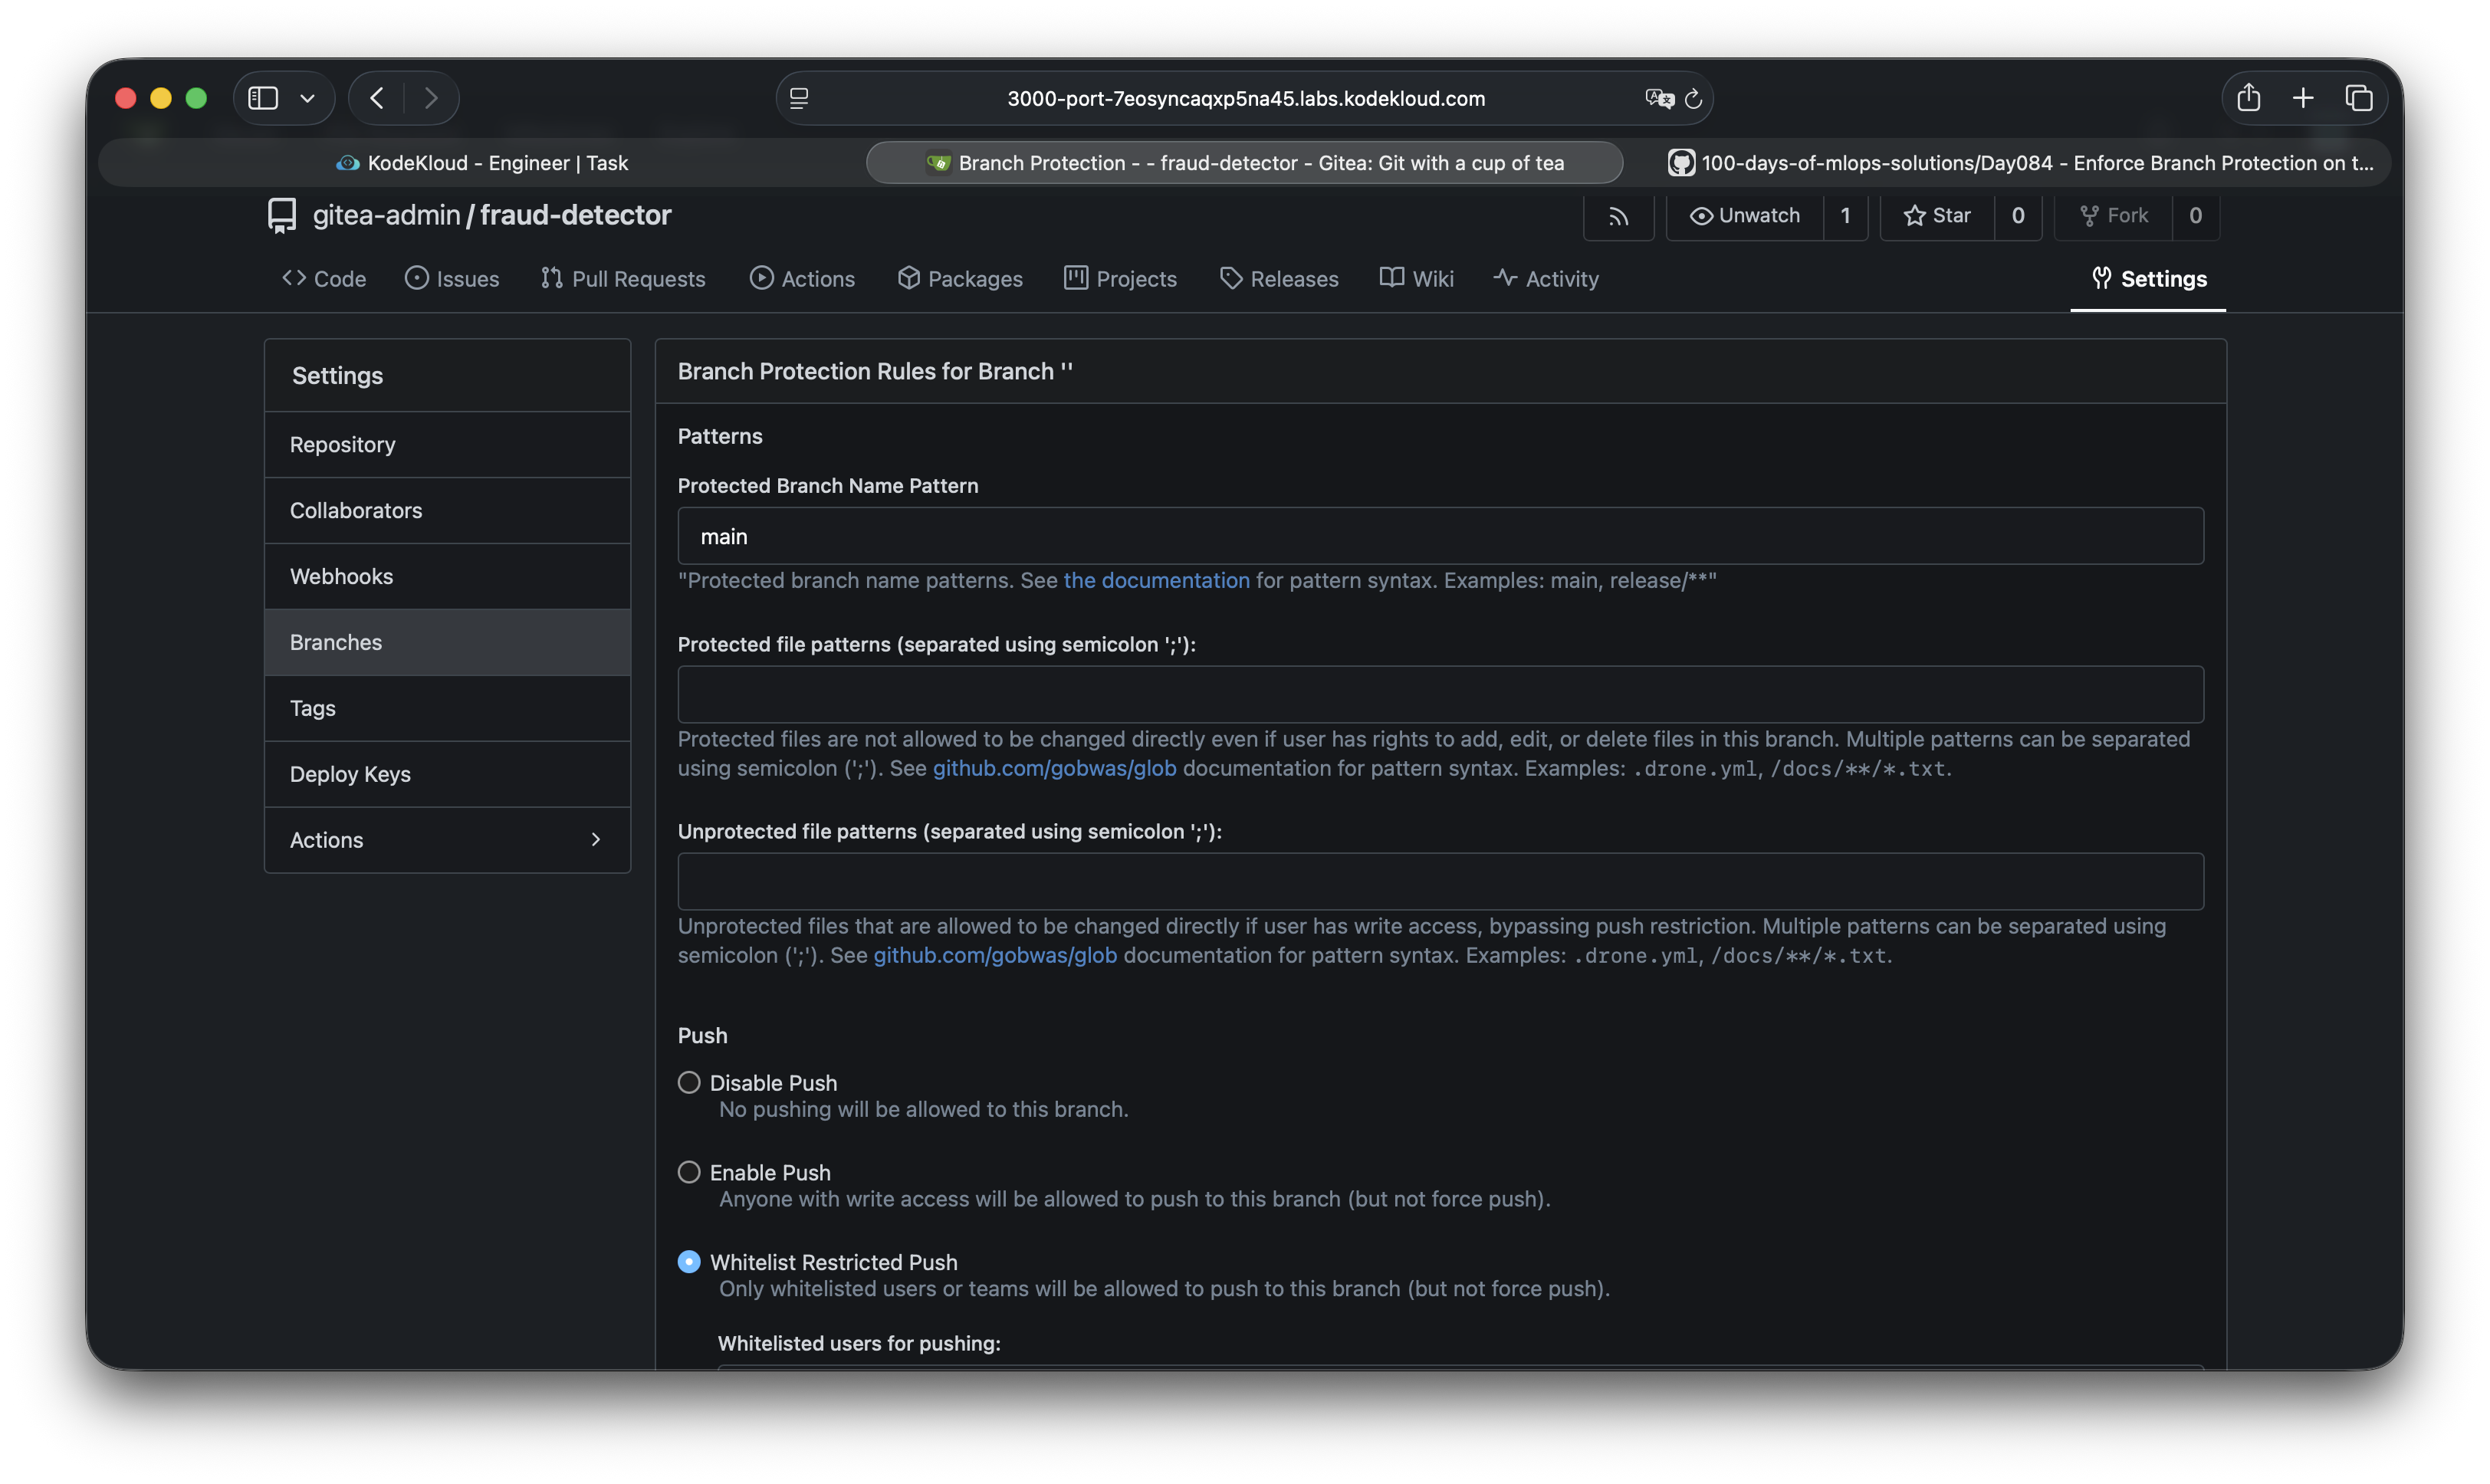 3000-port-7eosyncaqxp5na45.labs.kodekloud.com
KodeKloud - Engineer | Task
Branch Protection - - fraud-detector - Gitea: Git with a cup of tea
100-days-of-mlops-solutions/Day084 - Enforce Branch Protection on t...
gitea-admin / fraud-detector
Unwatch 1
Star 0
Fork 0
Code
Issues
Pull Requests
Actions
Packages
Projects
Releases
Wiki
Activity
Settings
Settings
Repository
Collaborators
Webhooks
Branches
Tags
Deploy Keys
Actions
Branch Protection Rules for Branch ''
Patterns
Protected Branch Name Pattern
main
"Protected branch name patterns. See the documentation for pattern syntax. Examples: main, release/**"
Protected file patterns (separated using semicolon ';'):
Protected files are not allowed to be changed directly even if user has rights to add, edit, or delete files in this branch. Multiple patterns can be separated
using semicolon (';'). See github.com/gobwas/glob documentation for pattern syntax. Examples: .drone.yml, /docs/**/*.txt.
Unprotected file patterns (separated using semicolon ';'):
Unprotected files that are allowed to be changed directly if user has write access, bypassing push restriction. Multiple patterns can be separated using
semicolon (';'). See github.com/gobwas/glob documentation for pattern syntax. Examples: .drone.yml, /docs/**/*.txt.
Push
Disable Push
No pushing will be allowed to this branch.
Enable Push
Anyone with write access will be allowed to push to this branch (but not force push).
Whitelist Restricted Push
Only whitelisted users or teams will be allowed to push to this branch (but not force push).
Whitelisted users for pushing: